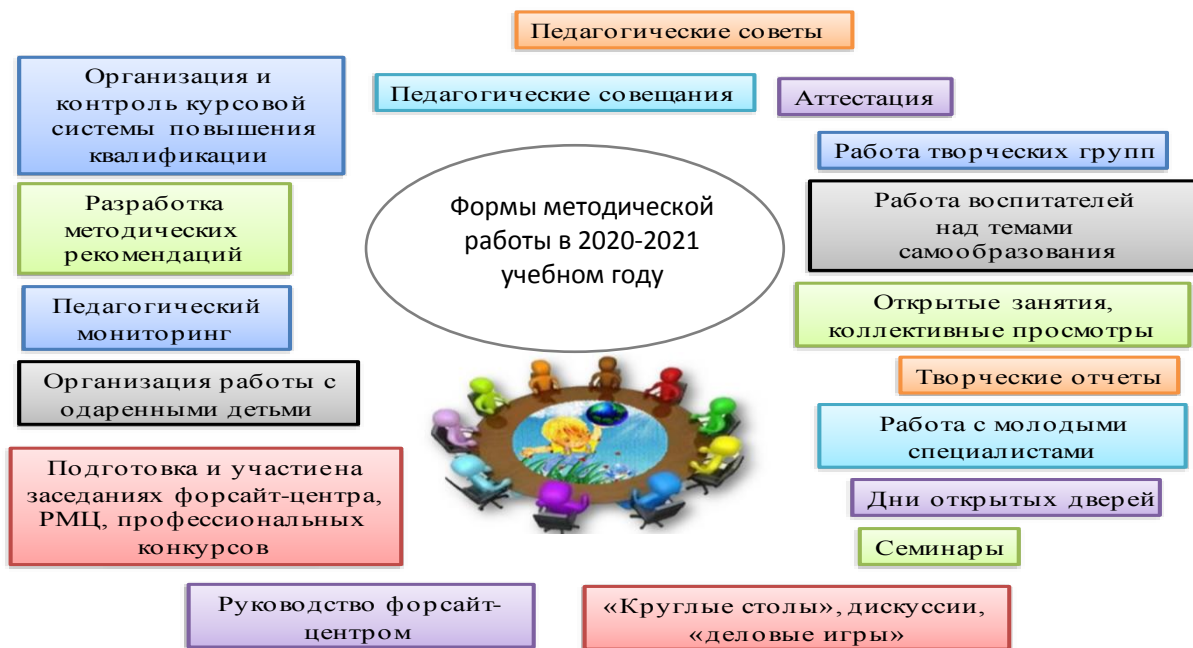 Педагогические советы
Организация и
контроль курсовой
системы повышения
квалификации
Педагогические совещания
Аттестация
Работа творческих групп
Разработка
методических
рекомендаций
Формы методической
работы в 2020-2021
учебном году
Работа воспитателей
над темами
самообразования
Педагогический
мониторинг
Открытые занятия,
коллективные просмотры
Организация работы с
одаренными детьми
Творческие отчеты
Работа с молодыми
специалистами
Подготовка и участиена
заседаниях форсайт-центра,
РМЦ, профессиональных
конкурсов
Дни открытых дверей
Семинары
Руководство форсайт-
центром
«Круглые столы», дискуссии,
«деловые игры»